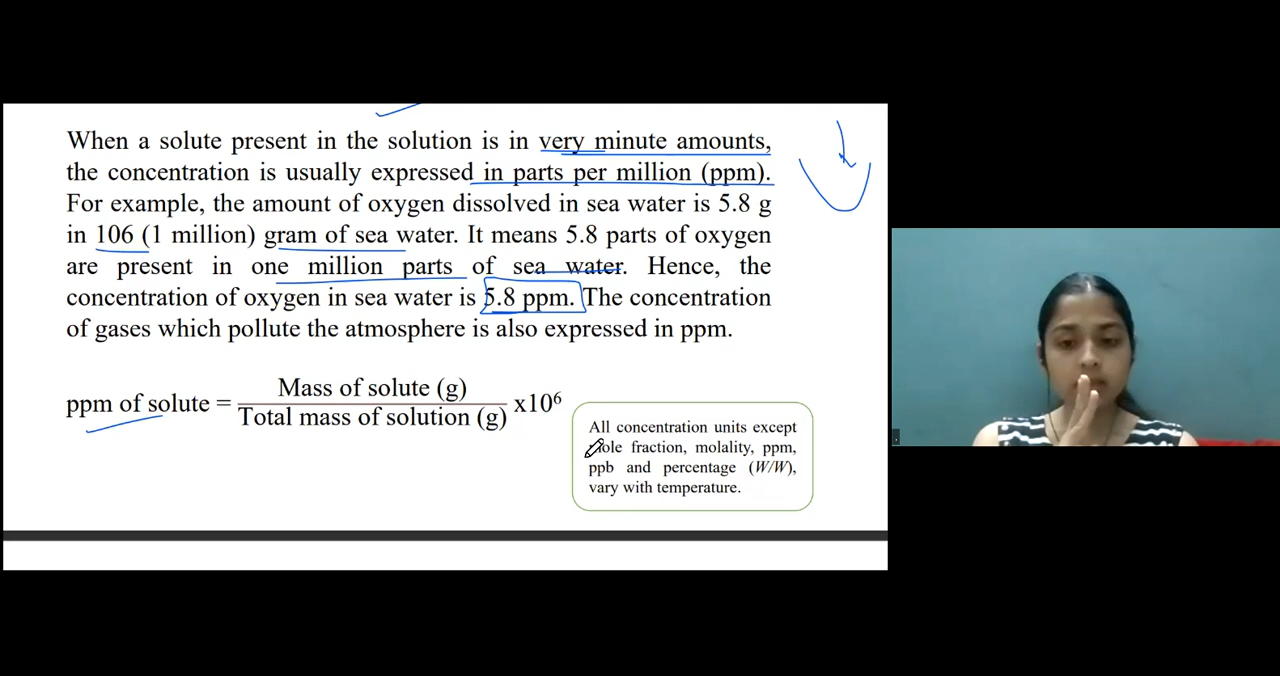 When a solute present in the solution is in very minute amounts,
the concentration is usually expressed in parts per million (ppm).
For example, the amount of oxygen dissolved in sea water is 5.8 g
in 106 (1 million) gram of sea water. It means 5.8 parts of oxygen
are present in one million parts of sea water. Hence, the
concentration of oxygen in sea water is 5.8 ppm. The concentration
of gases which pollute the atmosphere is also expressed in ppm.
ppm of solute = Mass of solute (g) / Total mass of solution (g) x10⁶
All concentration units except
mole fraction, molality, ppm,
ppb and percentage (W/W),
vary with temperature.